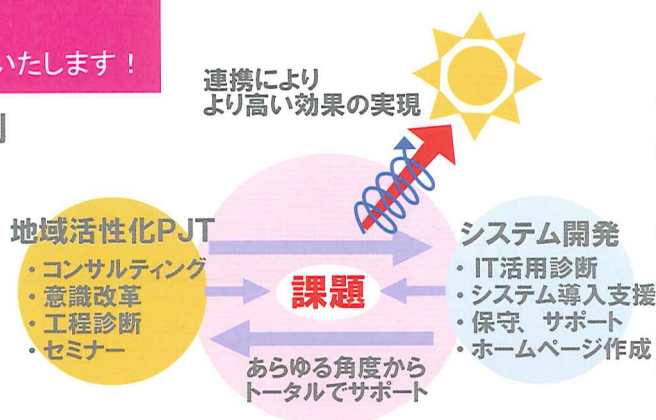 いたします！
連携により
より高い効果の実現
地域活性化PJT
・コンサルティング
・意識改革
・工程診断
・セミナー
課題
システム開発
・IT活用診断
・システム導入支援
・保守、サポート
・ホームページ作成
あらゆる角度から
トータルでサポート